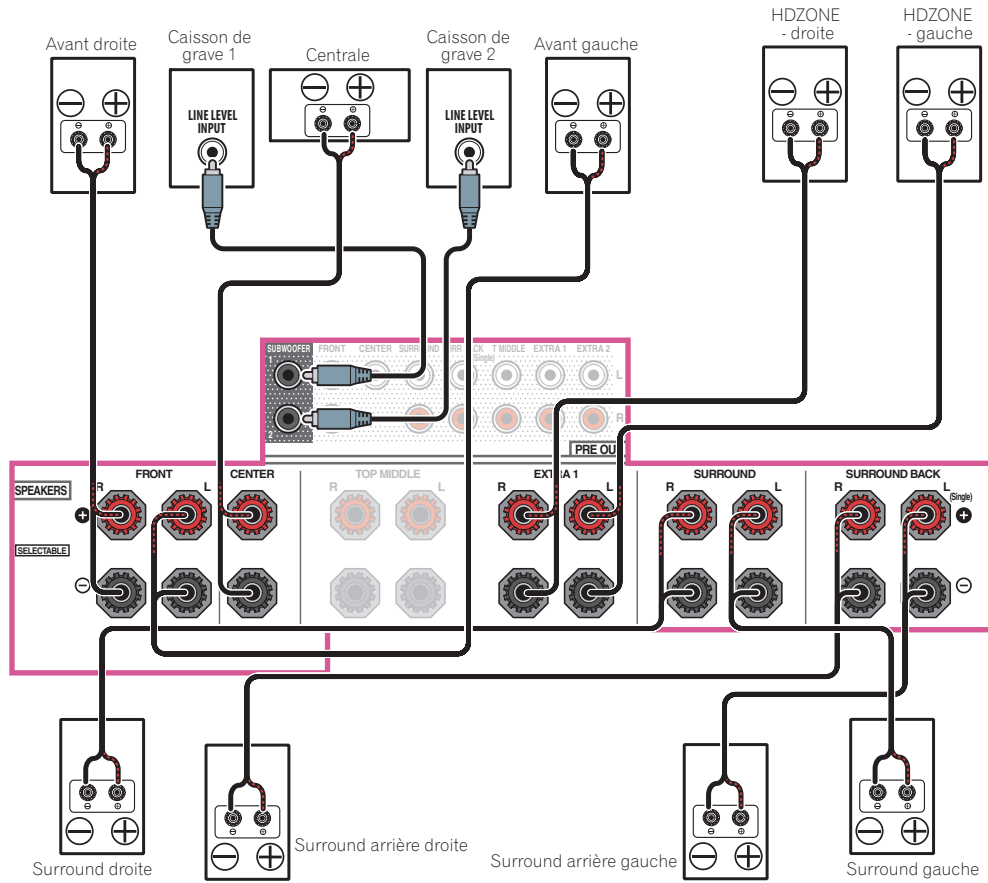 HDZONE
- droite
HDZONE
- gauche
Avant droite
Caisson de
grave 1
Centrale
Caisson de
grave 2
Avant gauche
LINE LEVEL
INPUT
LINE LEVEL
INPUT
SUBWOOFER
FRONT
CENTER
T MIDDLE
EXTRA 1
EXTRA 2
(Single)
1
L
2
R
SPEAKERS
FRONT
CENTER
TOP MIDDLE
EXTRA 1
SURROUND
SURROUND BACK
R
L
R
L
R
L
R
L
R
L
(Single)
SELECTABLE
Surround droite
Surround arrière droite
Surround arrière gauche
Surround gauche